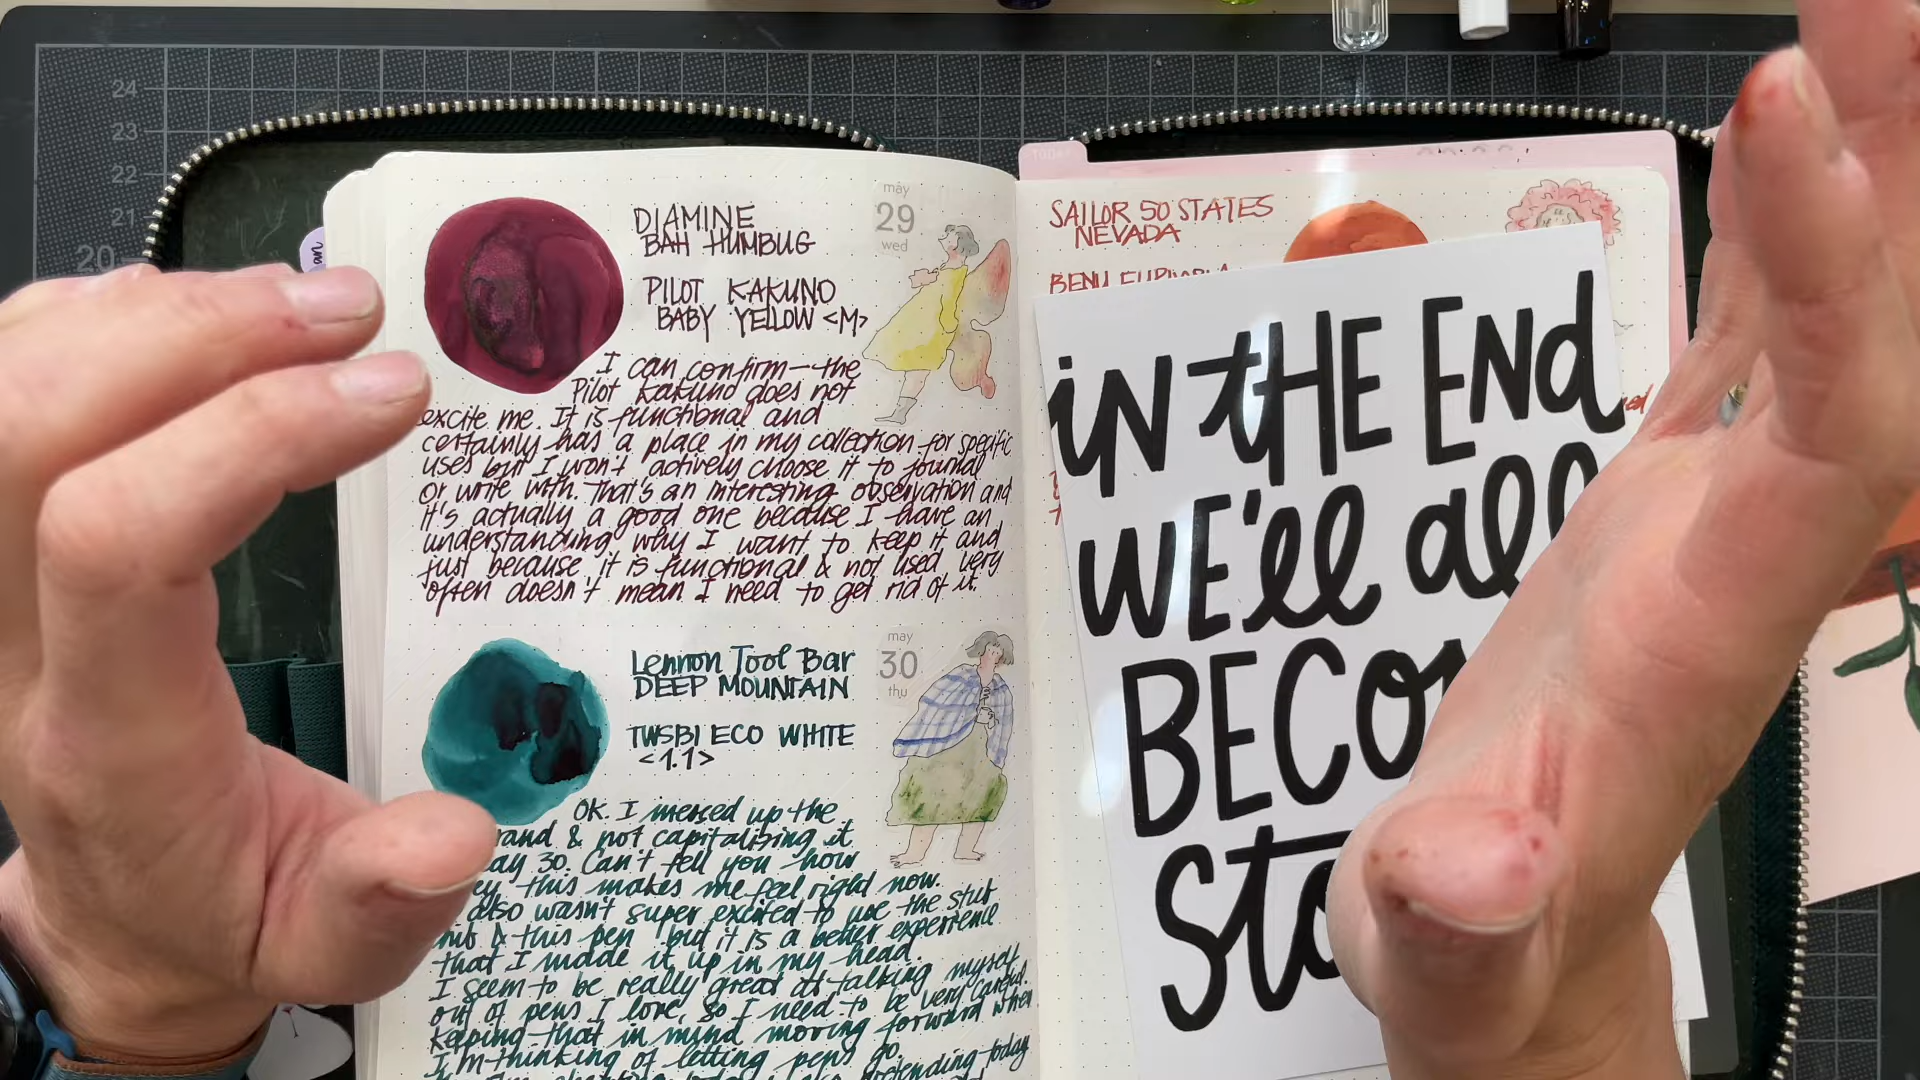 24
23
22
21
20
an
DIAMINE
BAH HUMBUG
PILOT KAKUNO
BABY YELLOW <M>
may
29
wed
I can confirm—the
Pilot Kakuno does not
excite me. It is functional and
certainly has a place in my collection for specific
uses but I won't actively choose it to journal
or write with. That's an interesting observation and
it's actually a good one because I have an
understanding why I want to keep it and
just because it is functional & not used very
often doesn't mean I need to get rid of it.
Lennon Tool Bar
DEEP MOUNTAIN
TWSBI ECO WHITE
<1.1>
may
30
thu
OK. I messed up the
& not capitalizing it
30. Can't tell you how
this makes me feel right now.
also wasn't super excited to use the stub
& this pen but it is a better experience
that I made it up in my head.
I seem to be really great at talking myself
out of pens I love, so I need to be very careful
keeping that in mind moving forward when
I'm thinking of letting pens go.
pretending today
TODAY
SAILOR 50 STATES
NEVADA
BENU EUPHORIA
iN tHE ENd
WE'll all